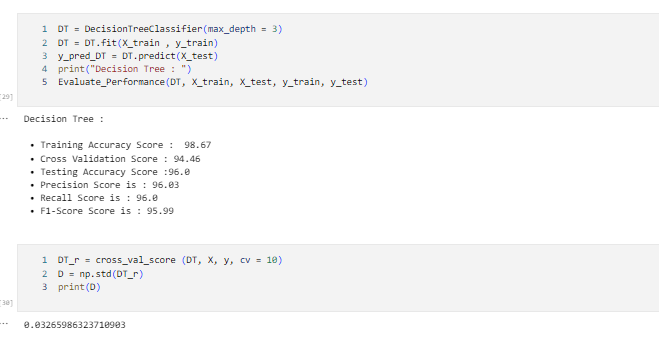 1 DT = DecisionTreeClassifier(max_depth = 3)
2 DT = DT.fit(X_train , y_train)
3 y_pred_DT = DT.predict(X_test)
4 print("Decision Tree : ")
5 Evaluate_Performance(DT, X_train, X_test, y_train, y_test)
[29]
... Decision Tree :
• Training Accuracy Score :  98.67
• Cross Validation Score : 94.46
• Testing Accuracy Score :96.0
• Precision Score is : 96.03
• Recall Score is : 96.0
• F1-Score Score is : 95.99
1 DT_r = cross_val_score (DT, X, y, cv = 10)
2 D = np.std(DT_r)
3 print(D)
[30]
... 0.03265986323710903